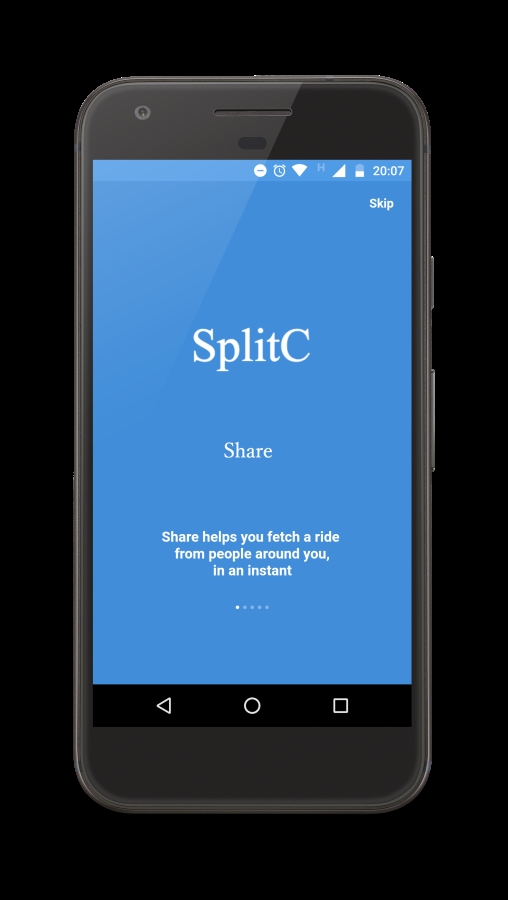 H
20:07
Skip
SplitC
Share
Share helps you fetch a ride
from people around you,
in an instant